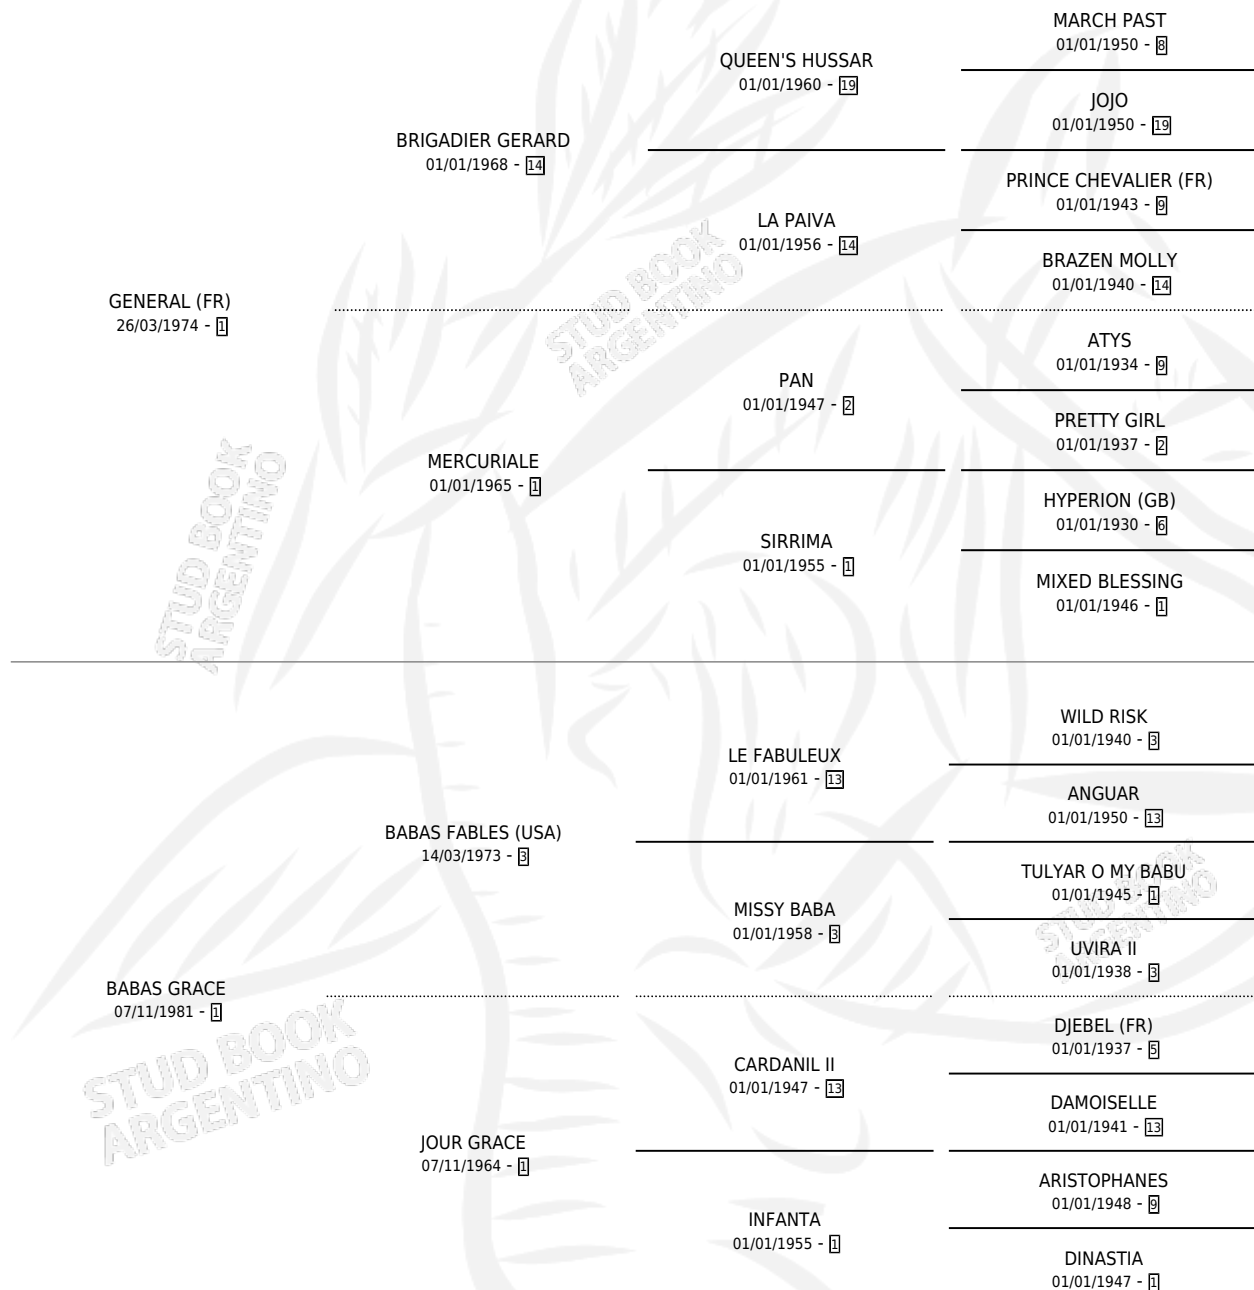 MARCH PAST
01/01/1950 - 8
QUEEN'S HUSSAR
01/01/1960 - 19
JOJO
01/01/1950 - 19
BRIGADIER GERARD
01/01/1968 - 14
PRINCE CHEVALIER (FR)
01/01/1943 - 9
LA PAIVA
01/01/1956 - 14
BRAZEN MOLLY
01/01/1940 - 14
GENERAL (FR)
26/03/1974 - 1
STUD BOOK
ARGENTINO
ATYS
01/01/1934 - 9
PAN
01/01/1947 - 2
PRETTY GIRL
01/01/1937 - 2
MERCURIALE
01/01/1965 - 1
HYPERION (GB)
01/01/1930 - 6
SIRRIMA
01/01/1955 - 1
MIXED BLESSING
01/01/1946 - 1
STUD BOOK
ARGENTINO
WILD RISK
01/01/1940 - 3
LE FABULEUX
01/01/1961 - 13
ANGUAR
01/01/1950 - 13
BABAS FABLES (USA)
14/03/1973 - 3
TULYAR O MY BABU
01/01/1945 - 1
MISSY BABA
01/01/1958 - 3
UVIRA II
01/01/1938 - 3
STUD BOOK
ARGENTINO
BABAS GRACE
07/11/1981 - 1
STUD BOOK
ARGENTINO
DJEBEL (FR)
01/01/1937 - 5
CARDANIL II
01/01/1947 - 13
DAMOISELLE
01/01/1941 - 13
JOUR GRACE
07/11/1964 - 1
ARISTOPHANES
01/01/1948 - 9
INFANTA
01/01/1955 - 1
DINASTIA
01/01/1947 - 1